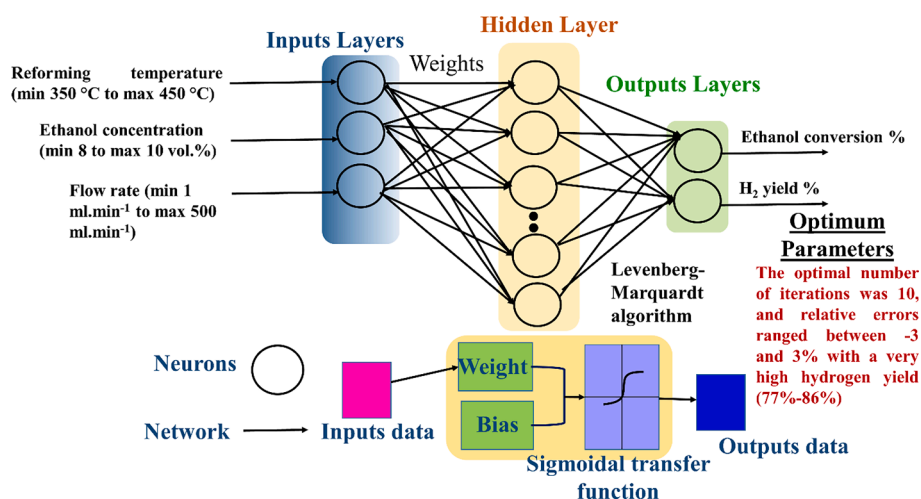 Hidden Layer
Inputs Layers
Weights
Outputs Layers
Reforming temperature
(min 350 °C to max 450 °C)
Ethanol concentration
(min 8 to max 10 vol.%)
Flow rate (min 1
ml.min⁻¹ to max 500
ml.min⁻¹)
Ethanol conversion %
H₂ yield %
Optimum
Parameters
The optimal number
of iterations was 10,
and relative errors
ranged between -3
and 3% with a very
high hydrogen yield
(77%-86%)
Levenberg-
Marquardt
algorithm
Neurons
Network
Inputs data
Weight
Bias
Sigmoidal transfer
function
Outputs data